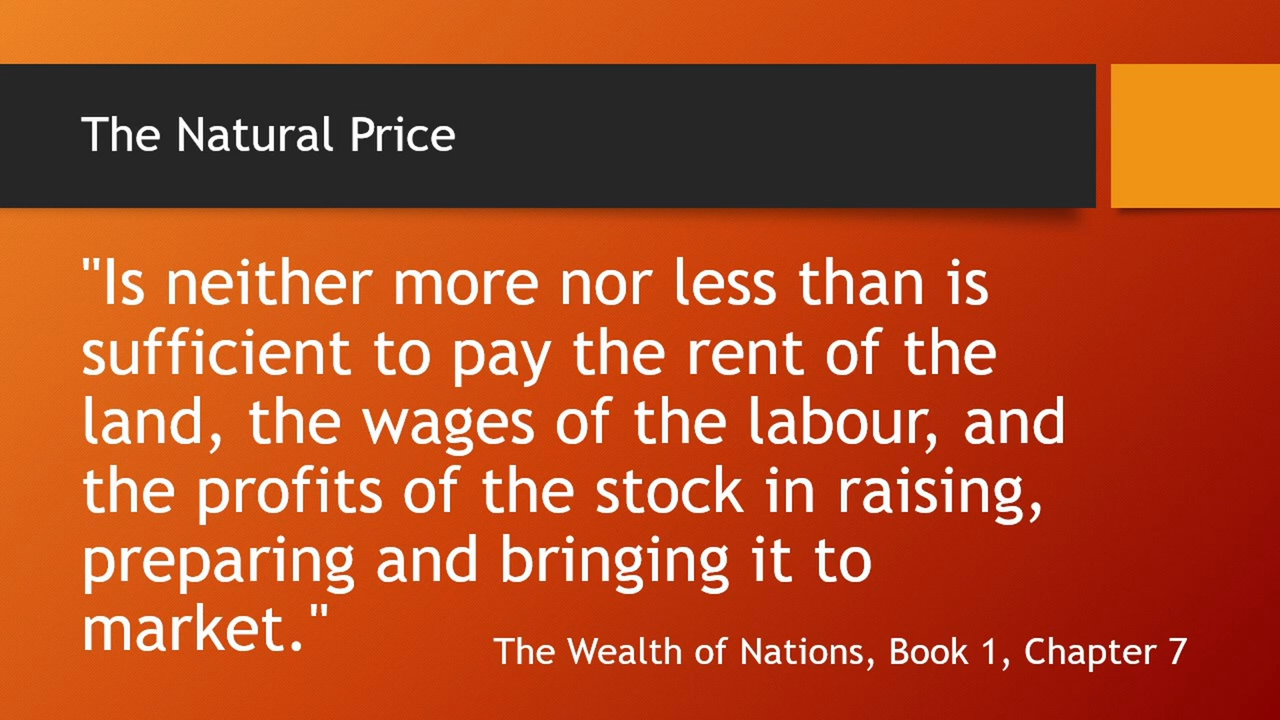 The Natural Price
"Is neither more nor less than is
sufficient to pay the rent of the
land, the wages of the labour, and
the profits of the stock in raising,
preparing and bringing it to
market."
The Wealth of Nations, Book 1, Chapter 7